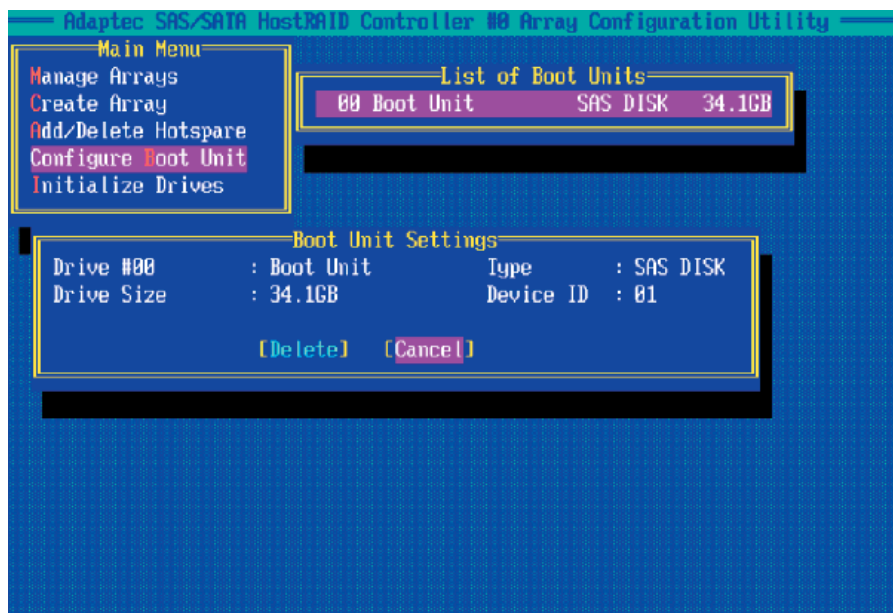 Adaptec SAS/SATA HostRAID Controller #0 Array Configuration Utility
Main Menu
Manage Arrays
Create Array
Add/Delete Hotspare
Configure Boot Unit
Initialize Drives
List of Boot Units
00 Boot Unit SAS DISK 34.1GB
Boot Unit Settings
Drive #00 : Boot Unit Type : SAS DISK
Drive Size : 34.1GB Device ID : 01
[Delete] [Cancel]